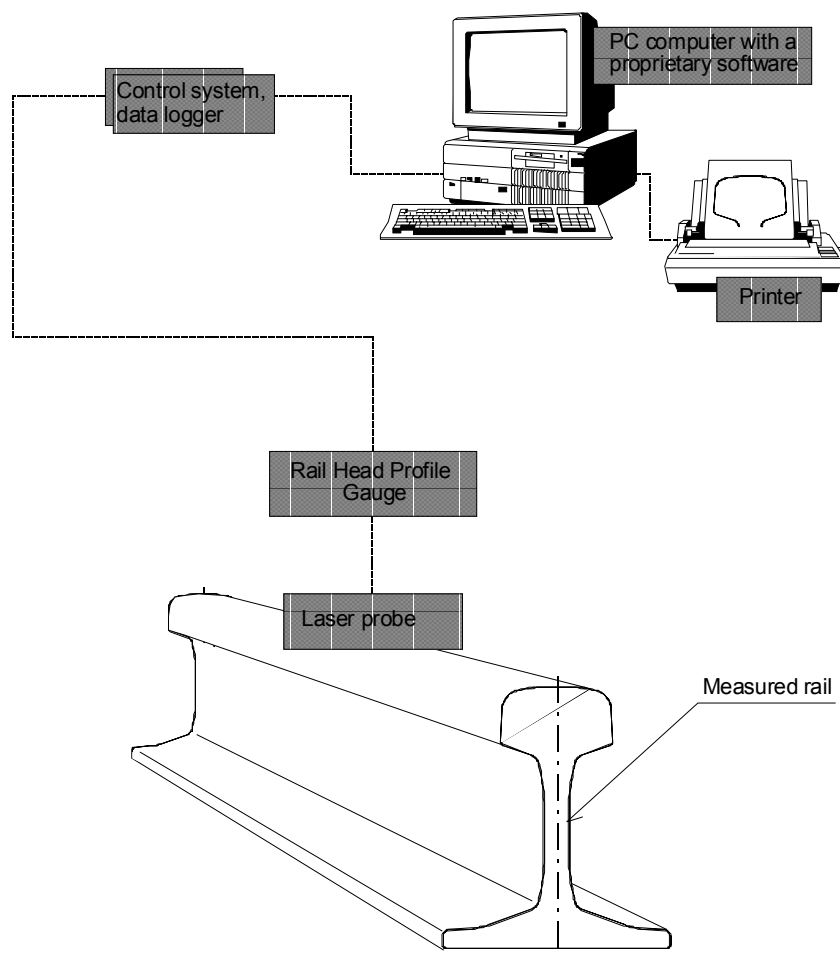 PC computer with a
proprietary software
Control system,
data logger
Printer
Rail Head Profile
Gauge
Laser probe
Measured rail